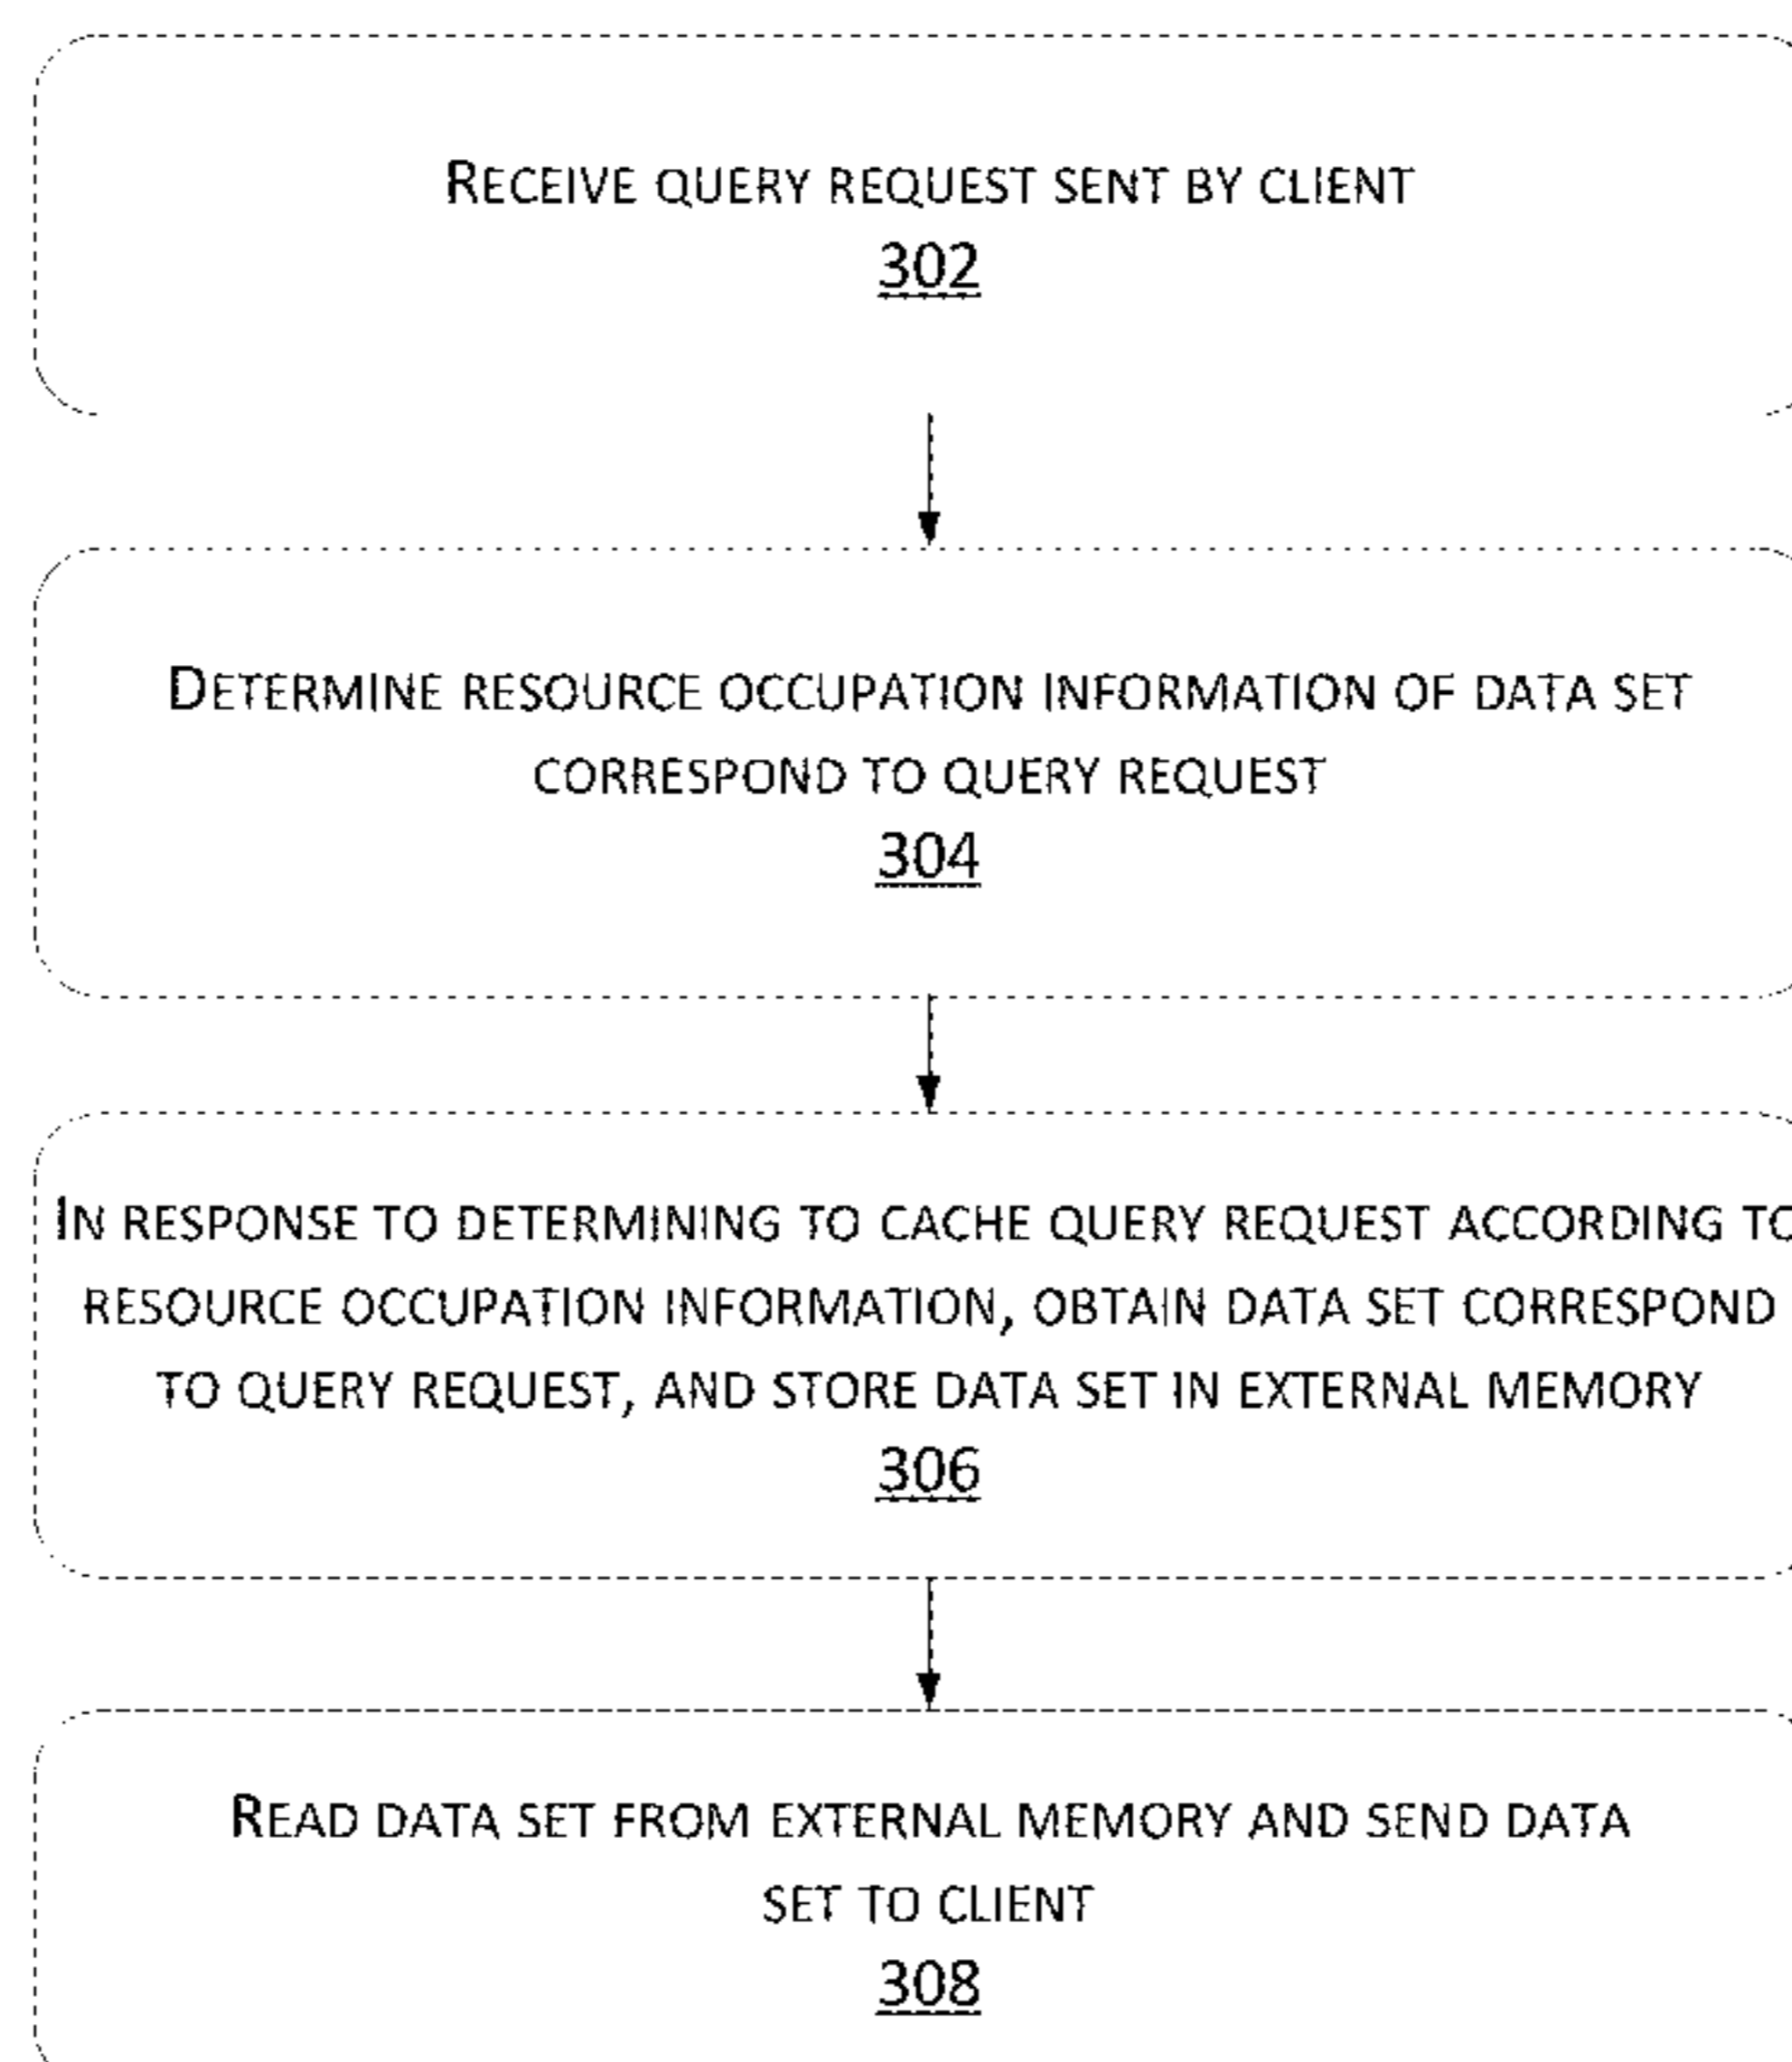 RECEIVE QUERY REQUEST SENT BY CLIENT
302
DETERMINE RESOURCE OCCUPATION INFORMATION OF DATA SET
CORRESPOND TO QUERY REQUEST
304
IN RESPONSE TO DETERMINING TO CACHE QUERY REQUEST ACCORDING TO
RESOURCE OCCUPATION INFORMATION, OBTAIN DATA SET CORRESPOND
TO QUERY REQUEST, AND STORE DATA SET IN EXTERNAL MEMORY
306
READ DATA SET FROM EXTERNAL MEMORY AND SEND DATA
SET TO CLIENT
308